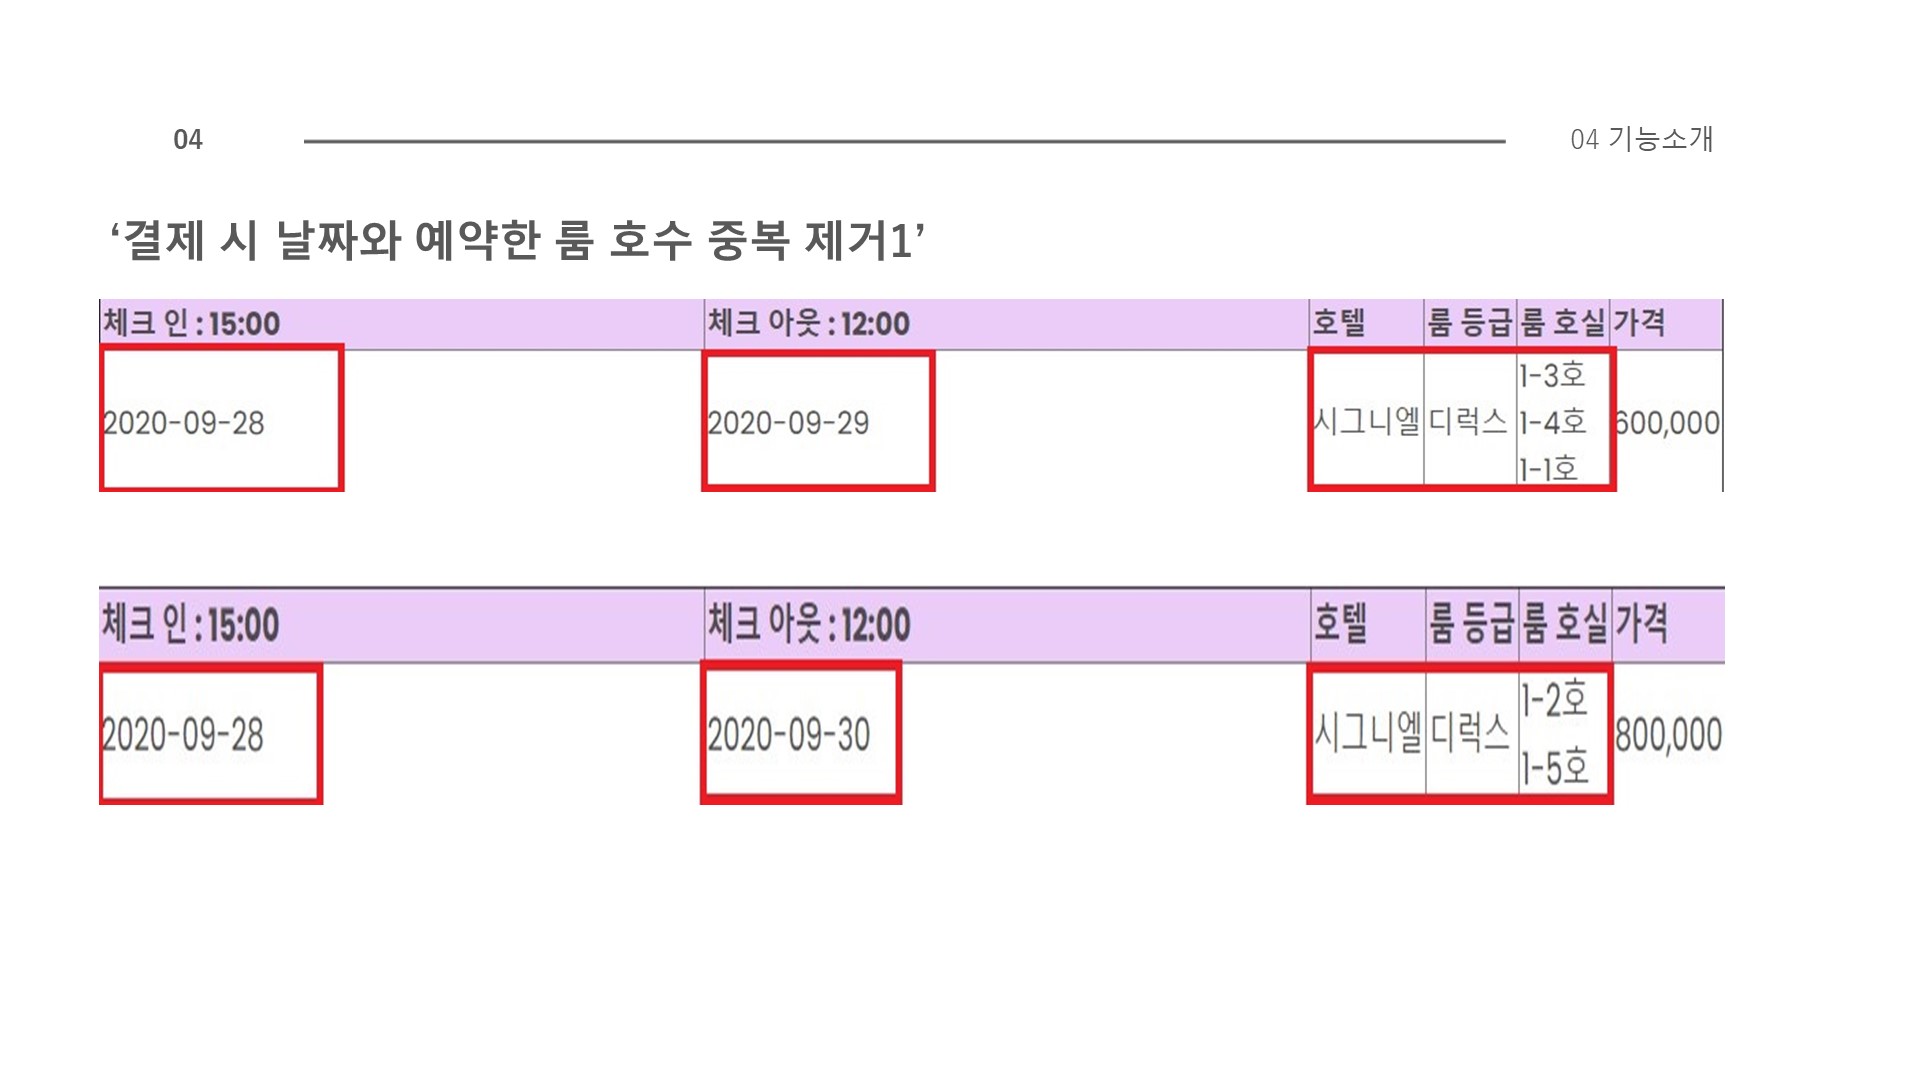 04
04 기능소개
‘결제 시 날짜와 예약한 룸 호수 중복 제거1’
체크 인 : 15:00 체크 아웃 : 12:00 호텔 룸 등급 룸 호실 가격
2020-09-28 2020-09-29 시그니엘 디럭스 1-3호 1-4호 1-1호 600,000
체크 인 : 15:00 체크 아웃 : 12:00 호텔 룸 등급 룸 호실 가격
2020-09-28 2020-09-30 시그니엘 디럭스 1-2호 1-5호 800,000